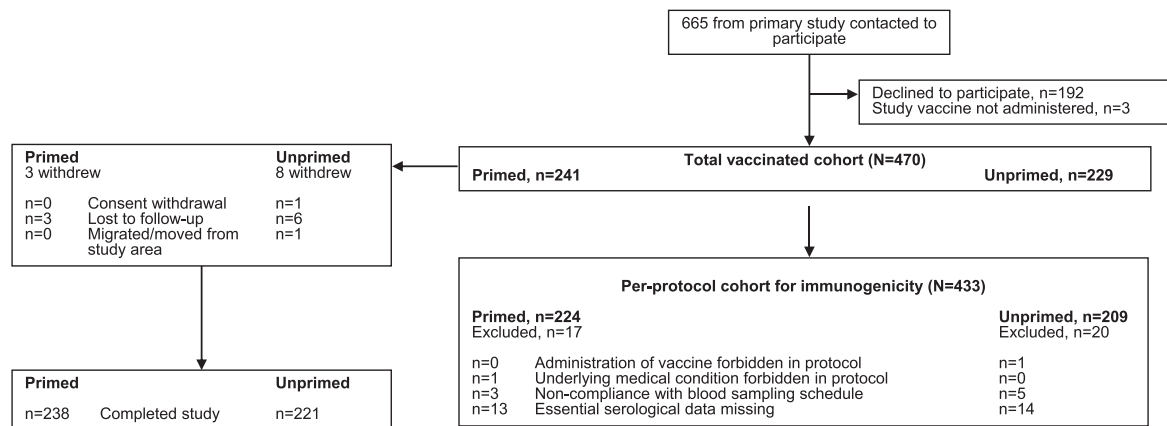 665 from primary study contacted to
participate
Declined to participate, n=192
Study vaccine not administered, n=3
Primed Unprimed
3 withdrew 8 withdrew
n=0 Consent withdrawal n=1
n=3 Lost to follow-up n=6
n=0 Migrated/moved from n=1
study area
Total vaccinated cohort (N=470)
Primed, n=241 Unprimed, n=229
Per-protocol cohort for immunogenicity (N=433)
Primed, n=224 Unprimed, n=209
Excluded, n=17 Excluded, n=20
n=0 Administration of vaccine forbidden in protocol n=1
n=1 Underlying medical condition forbidden in protocol n=0
n=3 Non-compliance with blood sampling schedule n=5
n=13 Essential serological data missing n=14
Primed Unprimed
n=238 Completed study n=221